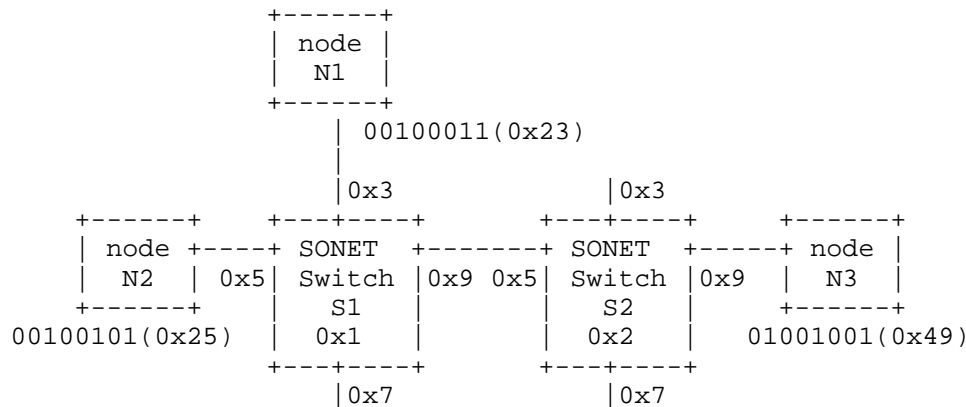 node
N1
00100011(0x23)
0x3 0x3
node SONET SONET node
N2 0x5 Switch 0x9 0x5 Switch 0x9 N3
S1 S2
00100101(0x25) 0x1 0x2 01001001(0x49)
0x7 0x7